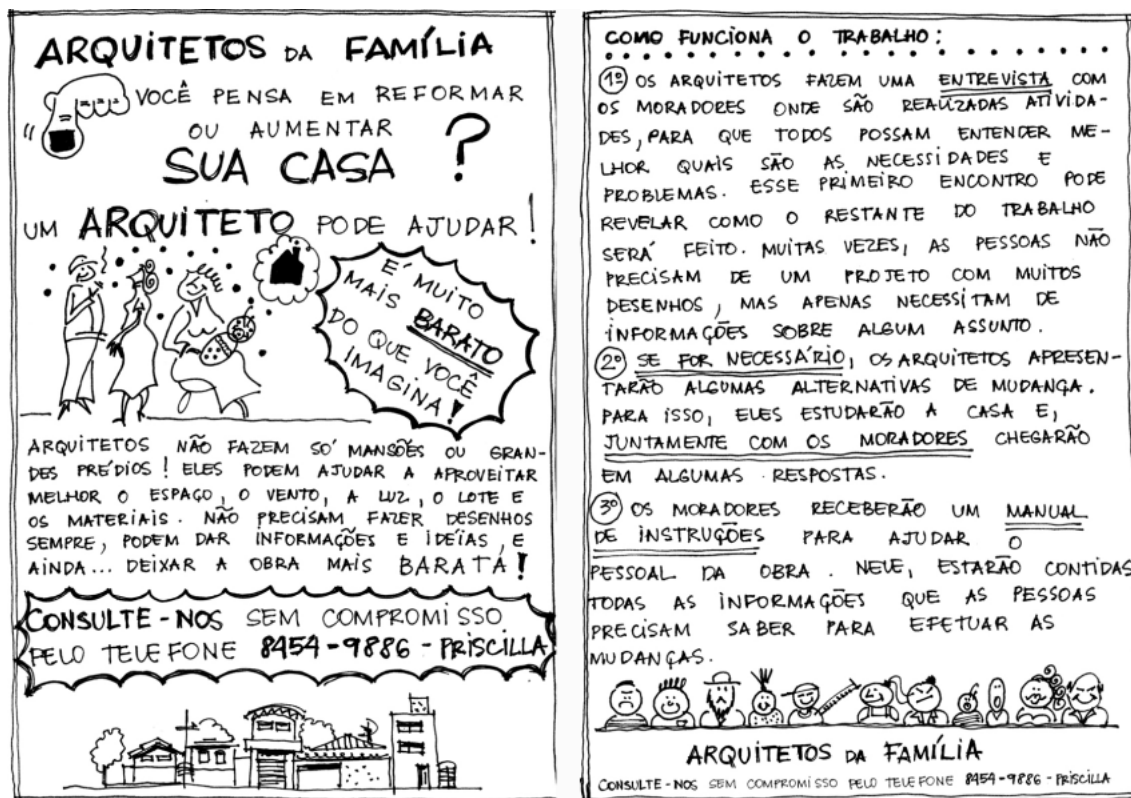 ARQUITETOS DA FAMÍLIA
VOCÊ PENSA EM REFORMAR
OU AUMENTAR
SUA CASA ?
UM ARQUITETO PODE AJUDAR!
É MUITO
MAIS BARATO
DO QUE VOCÊ
IMAGINA!
ARQUITETOS NÃO FAZEM SÓ MANSÕES OU GRAN-
DES PRÉDIOS! ELES PODEM AJUDAR A APROVEITAR
MELHOR O ESPAÇO, O VENTO, A LUZ, O LOTE E
OS MATERIAIS. NÃO PRECISAM FAZER DESENHOS
SEMPRE, PODEM DAR INFORMAÇÕES E IDÉIAS, E
AINDA... DEIXAR A OBRA MAIS BARATA!
CONSULTE-NOS SEM COMPROMISSO
PELO TELEFONE 8454-9886 - PRISCILLA
COMO FUNCIONA O TRABALHO:
1º OS ARQUITETOS FAZEM UMA ENTREVISTA COM
OS MORADORES ONDE SÃO REALIZADAS ATIVIDA-
DES, PARA QUE TODOS POSSAM ENTENDER ME-
LHOR QUAIS SÃO AS NECESSIDADES E
PROBLEMAS. ESSE PRIMEIRO ENCONTRO PODE
REVELAR COMO O RESTANTE DO TRABALHO
SERÁ FEITO. MUITAS VEZES, AS PESSOAS NÃO
PRECISAM DE UM PROJETO COM MUITOS
DESENHOS, MAS APENAS NECESSITAM DE
INFORMAÇÕES SOBRE ALGUM ASSUNTO.
2º SE FOR NECESSÁRIO, OS ARQUITETOS APRESEN-
TARÃO ALGUMAS ALTERNATIVAS DE MUDANÇA.
PARA ISSO, ELES ESTUDARÃO A CASA E,
JUNTAMENTE COM OS MORADORES CHEGARÃO
EM ALGUMAS RESPOSTAS.
3º OS MORADORES RECEBERÃO UM MANUAL
DE INSTRUÇÕES PARA AJUDAR O
PESSOAL DA OBRA. NELE, ESTARÃO CONTIDAS
TODAS AS INFORMAÇÕES QUE AS PESSOAS
PRECISAM SABER PARA EFETUAR AS
MUDANÇAS.
ARQUITETOS DA FAMÍLIA
CONSULTE-NOS SEM COMPROMISSO PELO TELEFONE 8454-9886 - PRISCILLA